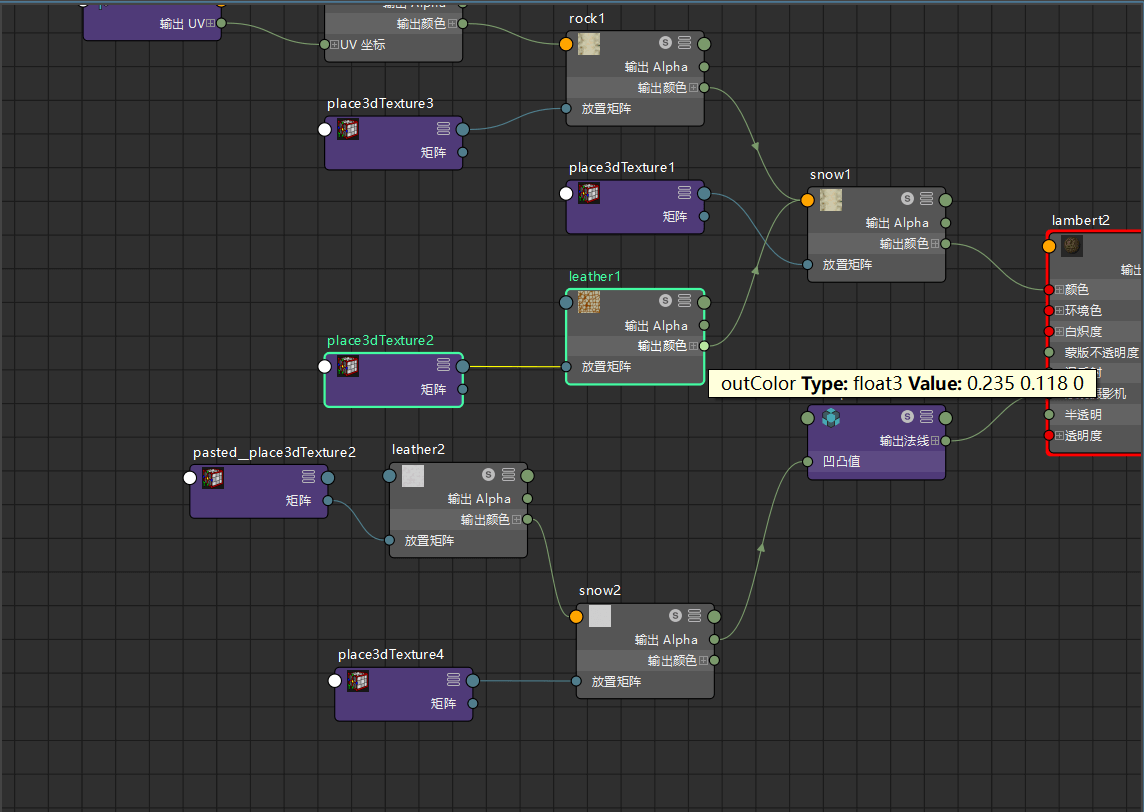 输出 UV
输出颜色
UV 坐标
rock1
输出 Alpha
输出颜色
放置矩阵
place3dTexture3
矩阵
place3dTexture1
矩阵
snow1
输出 Alpha
输出颜色
放置矩阵
lambert2
输出
颜色
环境色
白炽度
蒙版不透明度
leather1
输出 Alpha
输出颜色
放置矩阵
place3dTexture2
矩阵
outColor Type: float3 Value: 0.235 0.118 0
影机
半透明
透明度
输出法线
凹凸值
pasted__place3dTexture2
矩阵
leather2
输出 Alpha
输出颜色
放置矩阵
snow2
输出 Alpha
输出颜色
放置矩阵
place3dTexture4
矩阵